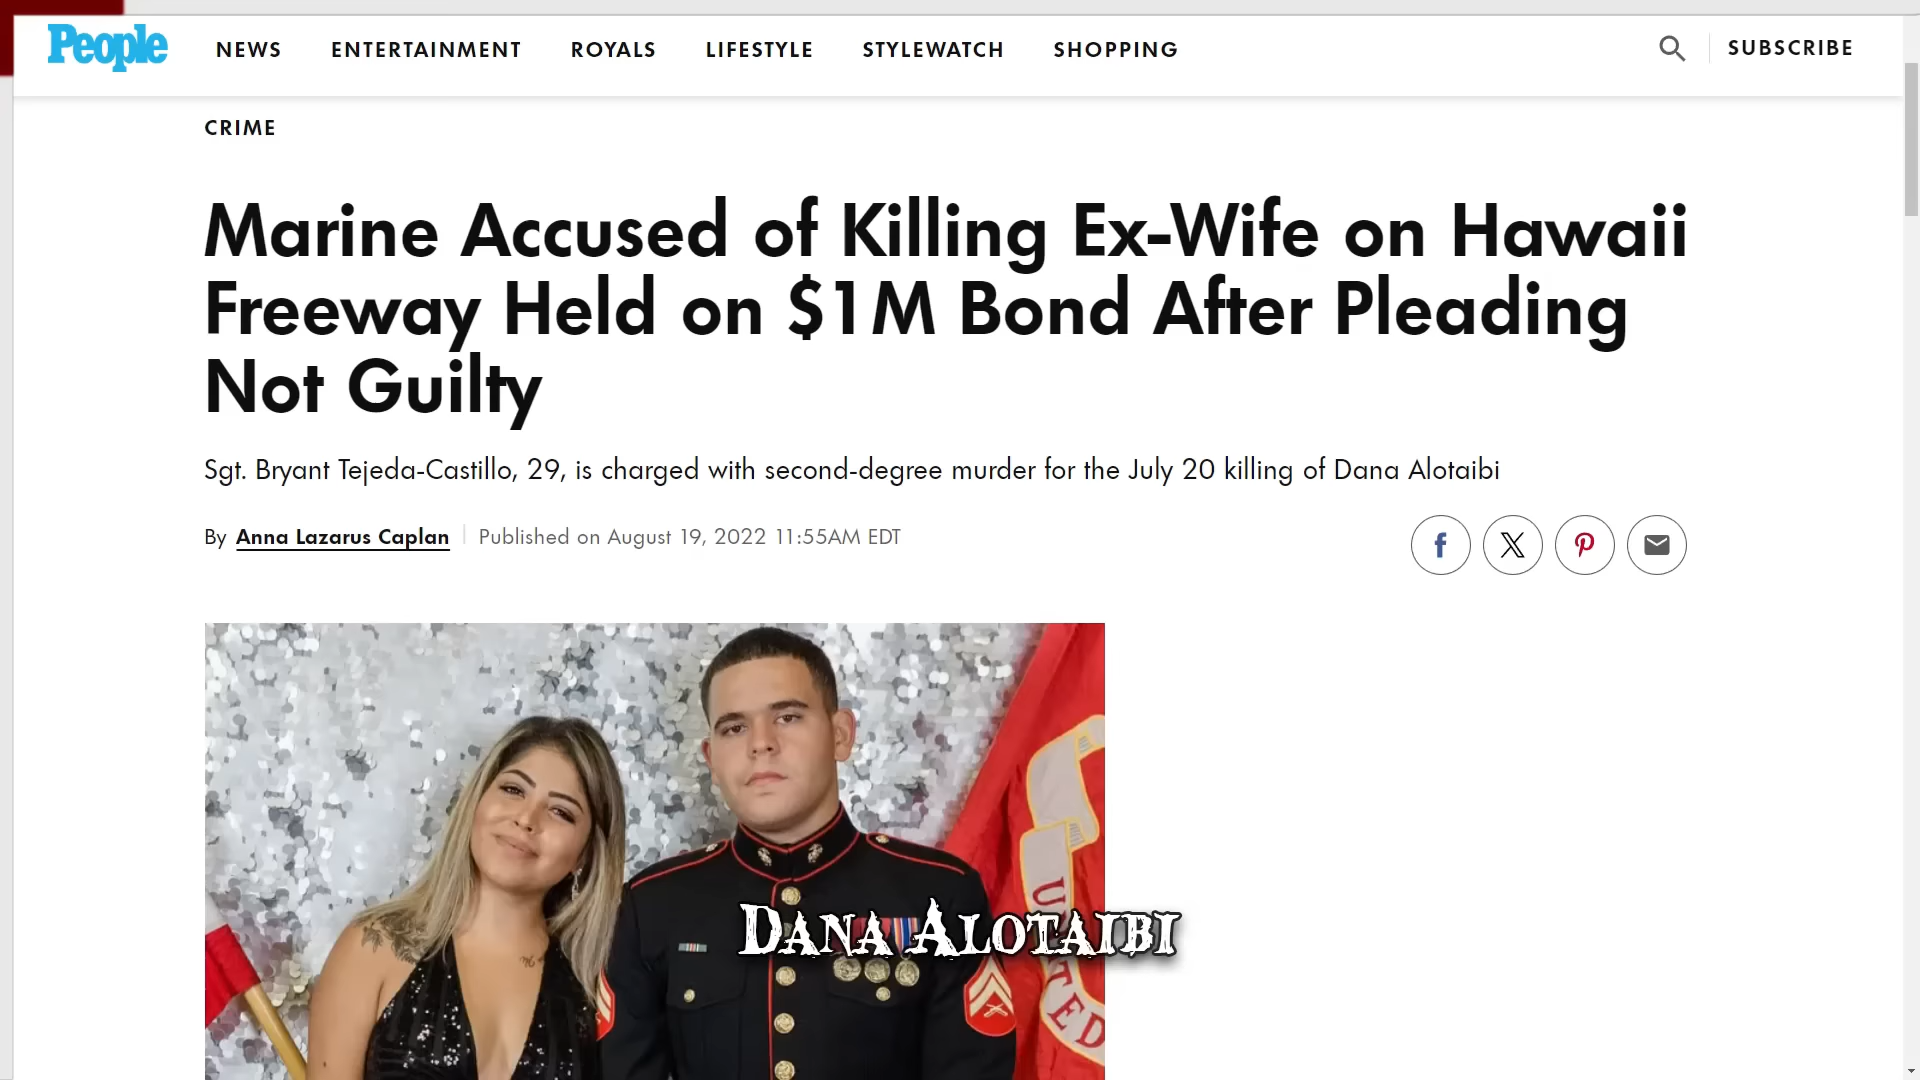 People
NEWS ENTERTAINMENT ROYALS LIFESTYLE STYLEWATCH SHOPPING SUBSCRIBE
CRIME
Marine Accused of Killing Ex-Wife on Hawaii
Freeway Held on $1M Bond After Pleading
Not Guilty
Sgt. Bryant Tejeda-Castillo, 29, is charged with second-degree murder for the July 20 killing of Dana Alotaibi
By Anna Lazarus Caplan Published on August 19, 2022 11:55AM EDT
Dana Alotaibi
UNITED